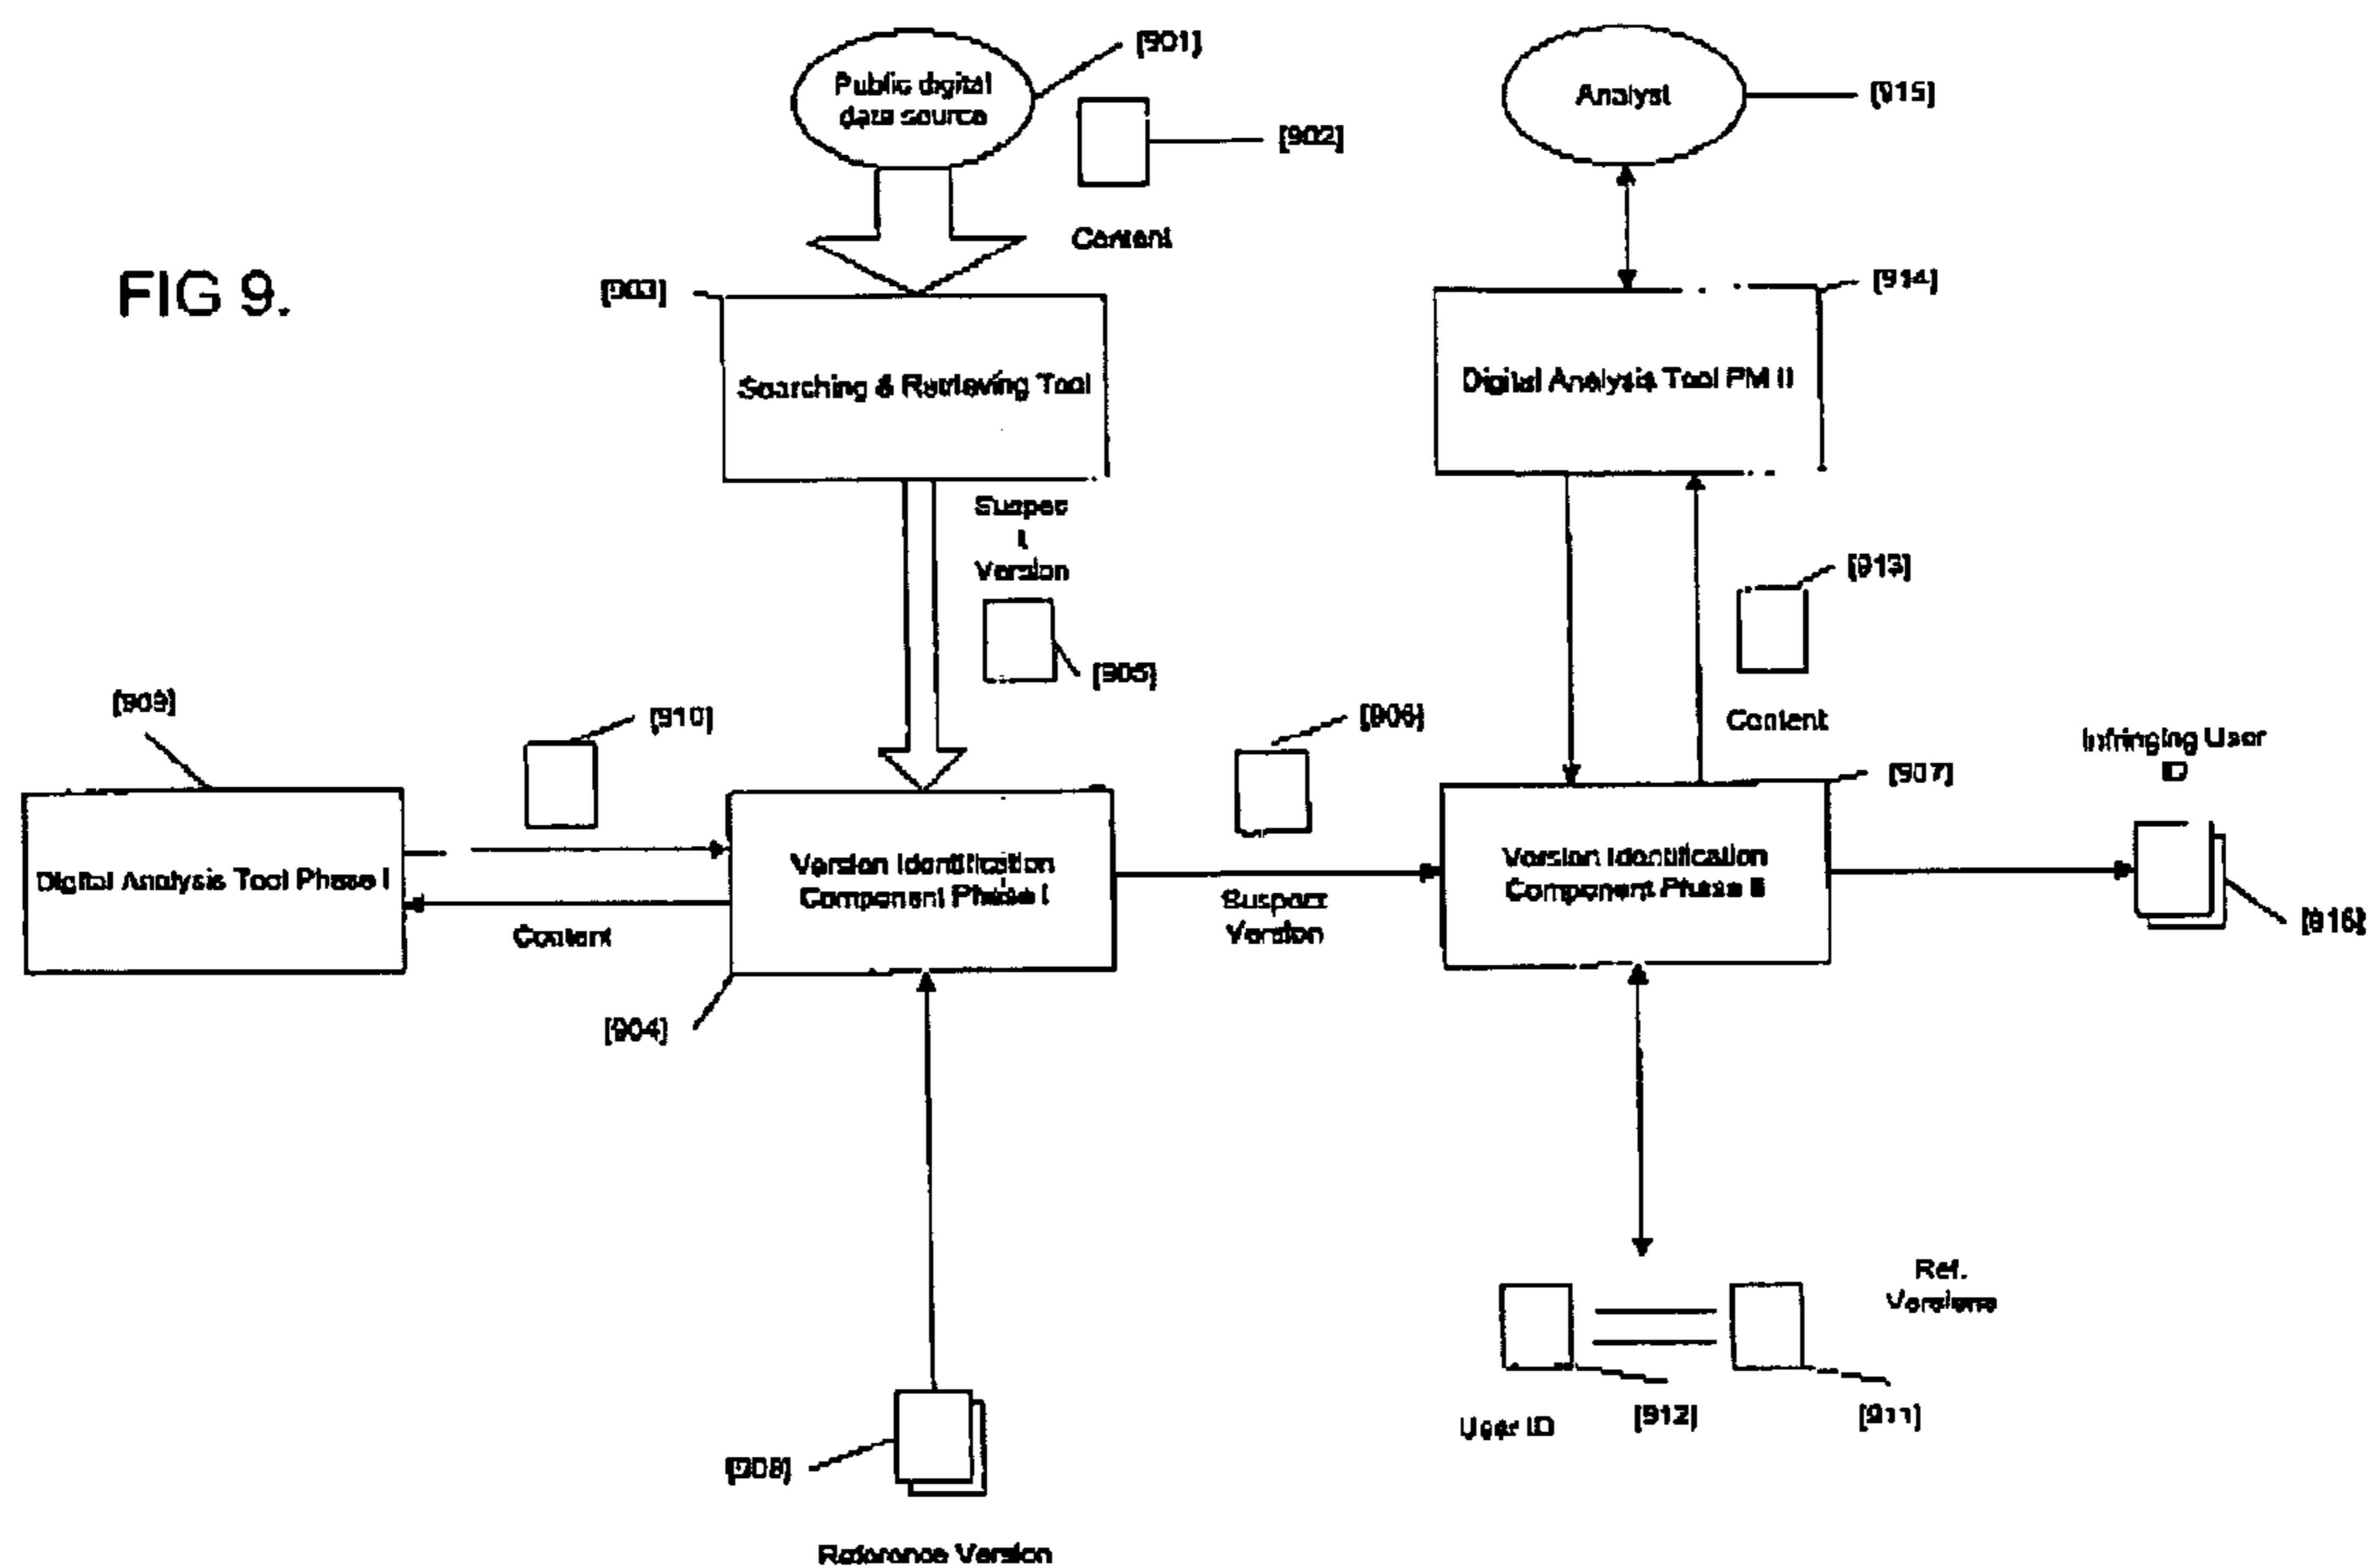 [901]
Public digital
data source
[902]
Analyst
[915]
Content
FIG 9.
[903]
[914]
Searching & Retrieving Tool
Digital Analysis Tool PM II
Suspec
t
Version
[905]
[913]
Content
[909]
[910]
[906]
Infringing User
ID
[907]
Digital Analysis Tool Phase I
Version Identification
Component Phase I
Version Identification
Component Phase II
Content
Suspect
Version
[916]
[904]
Ref.
Versions
User ID
[912]
[911]
[908]
Reference Version